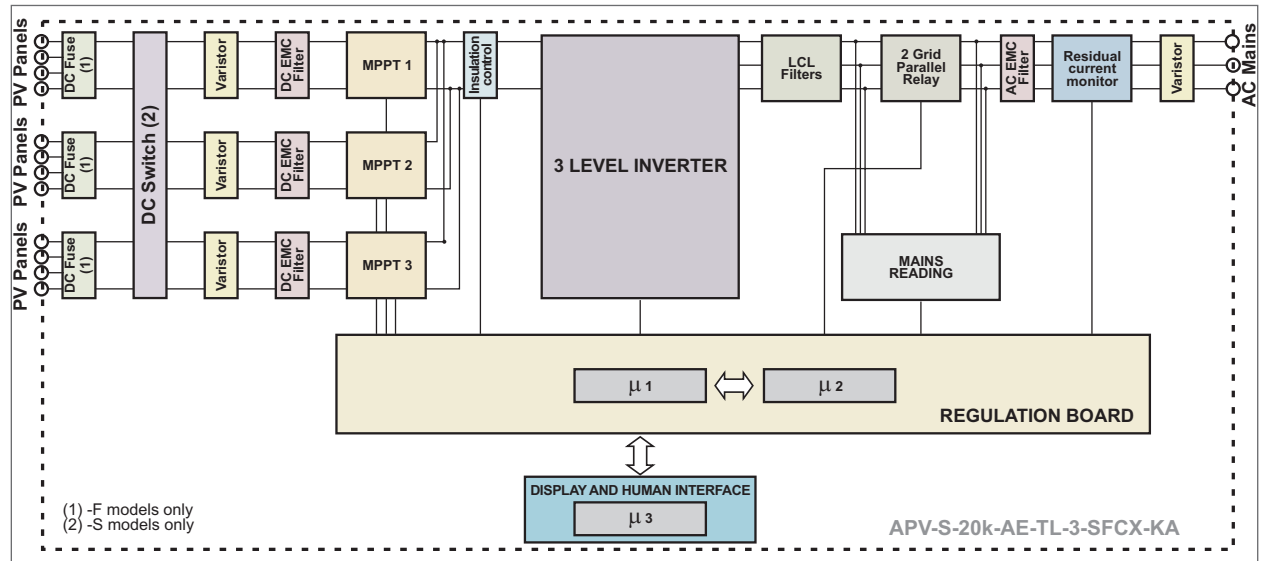 PV Panels
DC Fuse
(1)
DC Switch (2)
Varistor
DC EMC
Filter
MPPT 1
Insulation
control
3 LEVEL INVERTER
LCL
Filters
2 Grid
Parallel
Relay
AC EMC
Filter
Residual
current
monitor
Varistor
AC Mains
PV Panels
DC Fuse
(1)
Varistor
DC EMC
Filter
MPPT 2
PV Panels
DC Fuse
(1)
Varistor
DC EMC
Filter
MPPT 3
MAINS
READING
μ 1
μ 2
REGULATION BOARD
DISPLAY AND HUMAN INTERFACE
μ 3
(1) -F models only
(2) -S models only
APV-S-20k-AE-TL-3-SFCX-KA